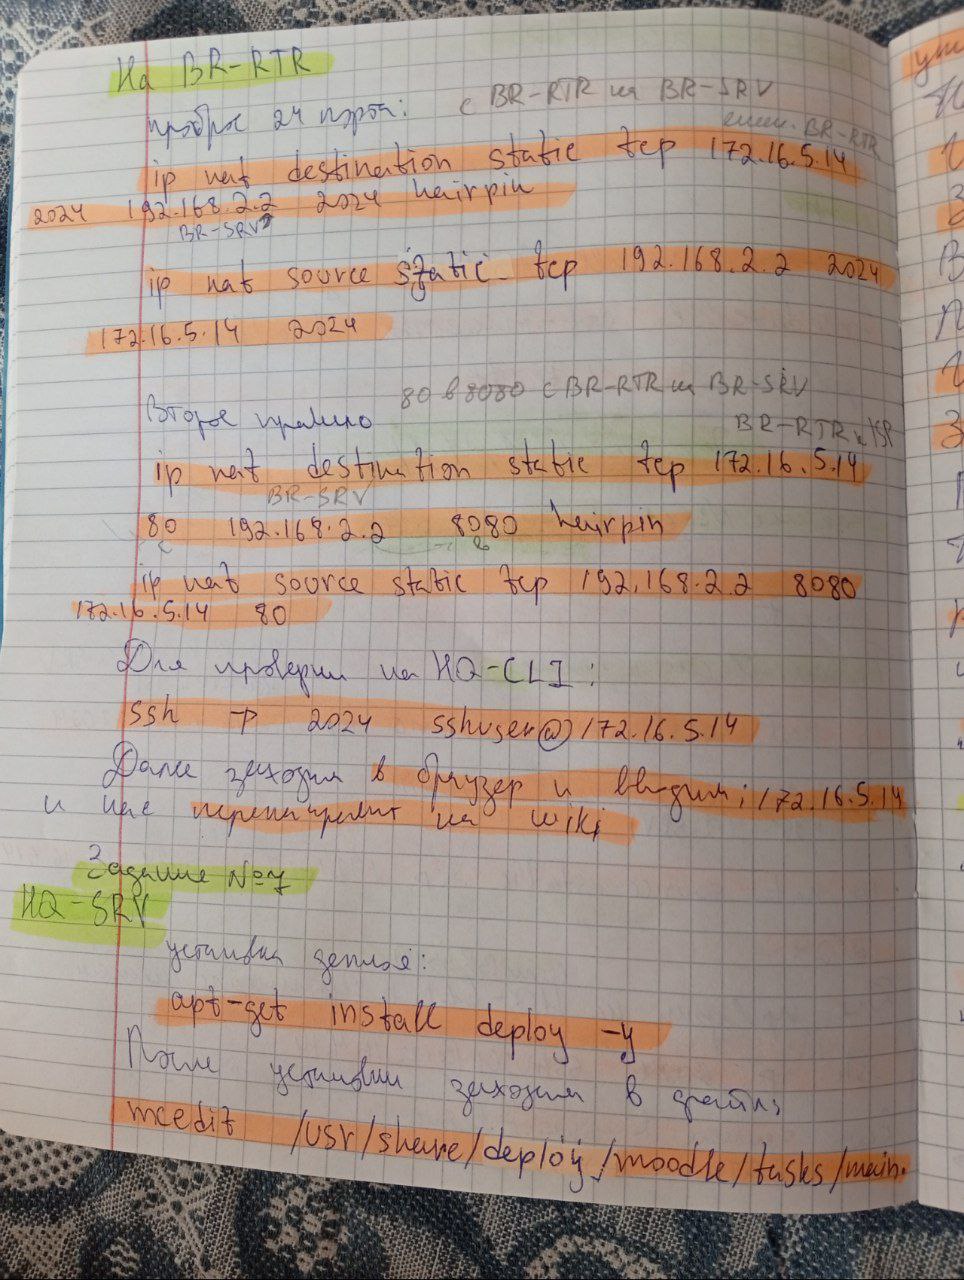 На BR-RTR
проброс 24 порта: с BR-RTR на BR-SRV
внеш. BR-RTR
ip nat destination static tcp 172.16.5.14
2024 192.168.2.2 2024 hairpin
BR-SRV
ip nat source static tcp 192.168.2.2 2024
172.16.5.14 2024
80 в 8080 с BR-RTR на BR-SRV
Второе правило
BR-RTR к ISP
ip nat destination static tcp 172.16.5.14
BR-SRV
80 192.168.2.2 8080 hairpin
ip nat source static tcp 192.168.2.2 8080
172.16.5.14 80
Для проверки на HQ-CLI:
ssh -p 2024 sshuser@172.16.5.14
Далее заходим в браузер и вводим: 172.16.5.14
и нас перенаправит на wiki
Задание №7
HQ-SRV
установка деплоя:
apt-get install deploy -y
После установки заходим в файл:
mcedit /usr/share/deploy/moodle/tasks/main.